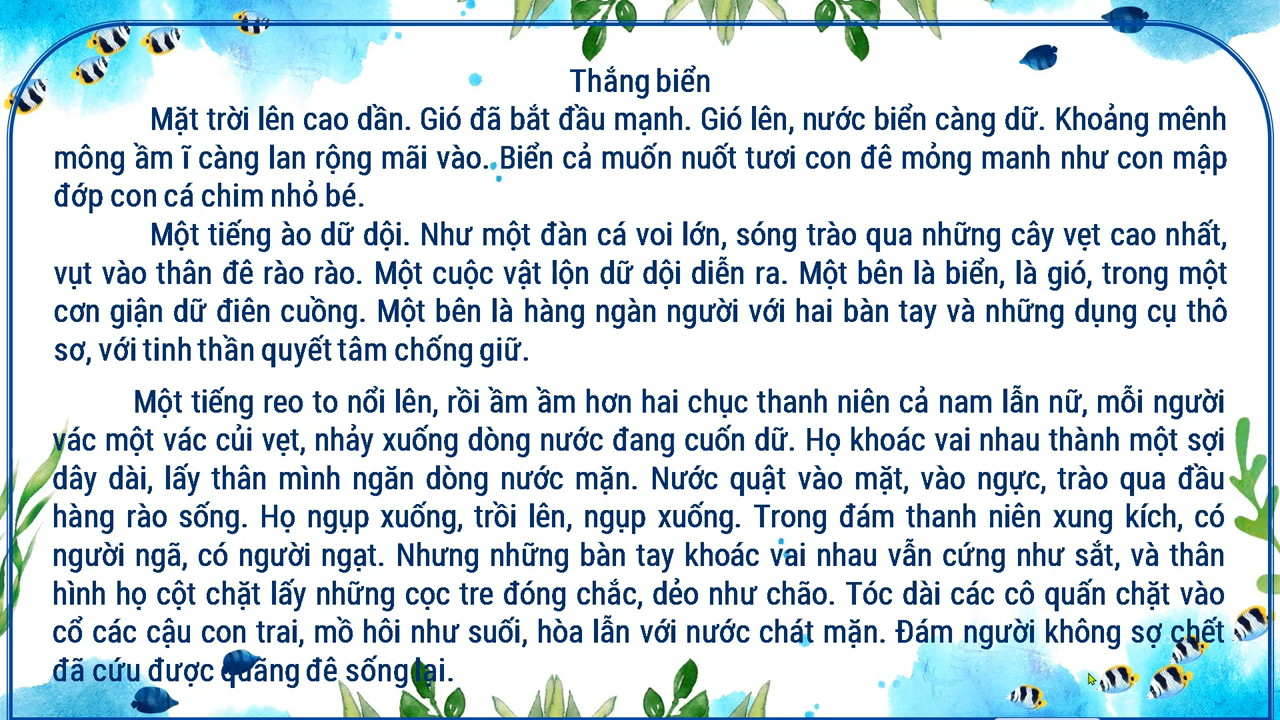 Thắng biển
Mặt trời lên cao dần. Gió đã bắt đầu mạnh. Gió lên, nước biển càng dữ. Khoảng mênh
mông ầm ĩ càng lan rộng mãi vào. Biển cả muốn nuốt tươi con đê mỏng manh như con mập
đớp con cá chim nhỏ bé.
Một tiếng ào dữ dội. Như một đàn cá voi lớn, sóng trào qua những cây vẹt cao nhất,
vụt vào thân đê rào rào. Một cuộc vật lộn dữ dội diễn ra. Một bên là biển, là gió, trong một
cơn giận dữ điên cuồng. Một bên là hàng ngàn người với hai bàn tay và những dụng cụ thô
sơ, với tinh thần quyết tâm chống giữ.
Một tiếng reo to nổi lên, rồi ầm ầm hơn hai chục thanh niên cả nam lẫn nữ, mỗi người
vác một vác củi vẹt, nhảy xuống dòng nước đang cuốn dữ. Họ khoác vai nhau thành một sợi
dây dài, lấy thân mình ngăn dòng nước mặn. Nước quật vào mặt, vào ngực, trào qua đầu
hàng rào sống. Họ ngụp xuống, trồi lên, ngụp xuống. Trong đám thanh niên xung kích, có
người ngã, có người ngạt. Nhưng những bàn tay khoác vai nhau vẫn cứng như sắt, và thân
hình họ cột chặt lấy những cọc tre đóng chắc, dẻo như chão. Tóc dài các cô quấn chặt vào
cổ các cậu con trai, mồ hôi như suối, hòa lẫn với nước chát mặn. Đám người không sợ chết
đã cứu được quãng đê sống lại.